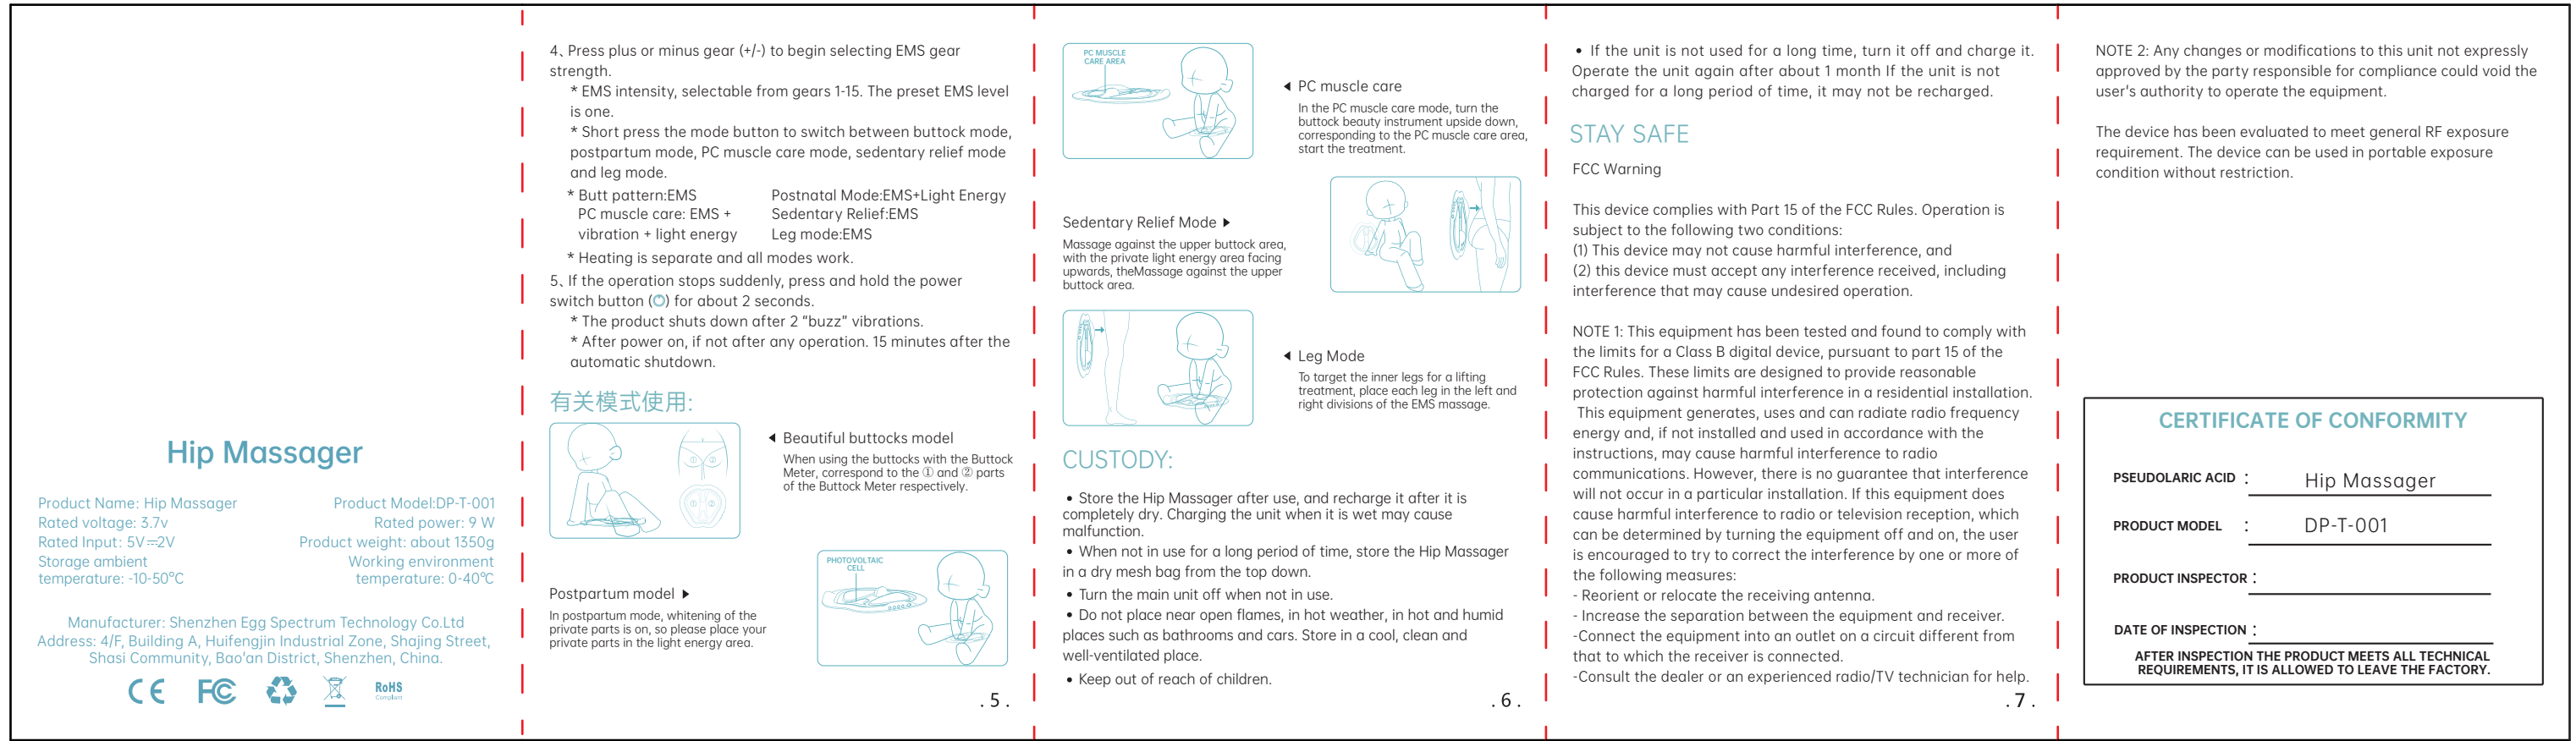 Hip Massager
Product Name: Hip Massager
Rated voltage: 3.7v
Rated Input: 5V⎓2V
Storage ambient
temperature: -10-50°C
Product Model:DP-T-001
Rated power: 9 W
Product weight: about 1350g
Working environment
temperature: 0-40℃
Manufacturer: Shenzhen Egg Spectrum Technology Co.Ltd
Address: 4/F, Building A, Huifengjin Industrial Zone, Shajing Street,
Shasi Community, Bao'an District, Shenzhen, China.
CE FC RoHS
Compliant
4、Press plus or minus gear (+/-) to begin selecting EMS gear
strength.
* EMS intensity, selectable from gears 1-15. The preset EMS level
is one.
* Short press the mode button to switch between buttock mode,
postpartum mode, PC muscle care mode, sedentary relief mode
and leg mode.
* Butt pattern:EMS Postnatal Mode:EMS+Light Energy
PC muscle care: EMS + Sedentary Relief:EMS
vibration + light energy Leg mode:EMS
* Heating is separate and all modes work.
5、If the operation stops suddenly, press and hold the power
switch button () for about 2 seconds.
* The product shuts down after 2 “buzz” vibrations.
* After power on, if not after any operation. 15 minutes after the
automatic shutdown.
有关模式使用:
① ②
① ②
◀ Beautiful buttocks model
When using the buttocks with the Buttock
Meter, correspond to the ① and ② parts
of the Buttock Meter respectively.
Postpartum model ▶
In postpartum mode, whitening of the
private parts is on, so please place your
private parts in the light energy area.
PHOTOVOLTAIC
CELL
. 5 .
PC MUSCLE
CARE AREA
◀ PC muscle care
In the PC muscle care mode, turn the
buttock beauty instrument upside down,
corresponding to the PC muscle care area,
start the treatment.
Sedentary Relief Mode ▶
Massage against the upper buttock area,
with the private light energy area facing
upwards, theMassage against the upper
buttock area.
◀ Leg Mode
To target the inner legs for a lifting
treatment, place each leg in the left and
right divisions of the EMS massage.
CUSTODY:
• Store the Hip Massager after use, and recharge it after it is
completely dry. Charging the unit when it is wet may cause
malfunction.
• When not in use for a long period of time, store the Hip Massager
in a dry mesh bag from the top down.
• Turn the main unit off when not in use.
• Do not place near open flames, in hot weather, in hot and humid
places such as bathrooms and cars. Store in a cool, clean and
well-ventilated place.
• Keep out of reach of children.
. 6 .
• If the unit is not used for a long time, turn it off and charge it.
Operate the unit again after about 1 month If the unit is not
charged for a long period of time, it may not be recharged.
STAY SAFE
FCC Warning
This device complies with Part 15 of the FCC Rules. Operation is
subject to the following two conditions:
(1) This device may not cause harmful interference, and
(2) this device must accept any interference received, including
interference that may cause undesired operation.
NOTE 1: This equipment has been tested and found to comply with
the limits for a Class B digital device, pursuant to part 15 of the
FCC Rules. These limits are designed to provide reasonable
protection against harmful interference in a residential installation.
This equipment generates, uses and can radiate radio frequency
energy and, if not installed and used in accordance with the
instructions, may cause harmful interference to radio
communications. However, there is no guarantee that interference
will not occur in a particular installation. If this equipment does
cause harmful interference to radio or television reception, which
can be determined by turning the equipment off and on, the user
is encouraged to try to correct the interference by one or more of
the following measures:
- Reorient or relocate the receiving antenna.
- Increase the separation between the equipment and receiver.
-Connect the equipment into an outlet on a circuit different from
that to which the receiver is connected.
-Consult the dealer or an experienced radio/TV technician for help.
. 7 .
NOTE 2: Any changes or modifications to this unit not expressly
approved by the party responsible for compliance could void the
user's authority to operate the equipment.
The device has been evaluated to meet general RF exposure
requirement. The device can be used in portable exposure
condition without restriction.
CERTIFICATE OF CONFORMITY
PSEUDOLARIC ACID : Hip Massager
PRODUCT MODEL : DP-T-001
PRODUCT INSPECTOR :
DATE OF INSPECTION :
AFTER INSPECTION THE PRODUCT MEETS ALL TECHNICAL
REQUIREMENTS, IT IS ALLOWED TO LEAVE THE FACTORY.